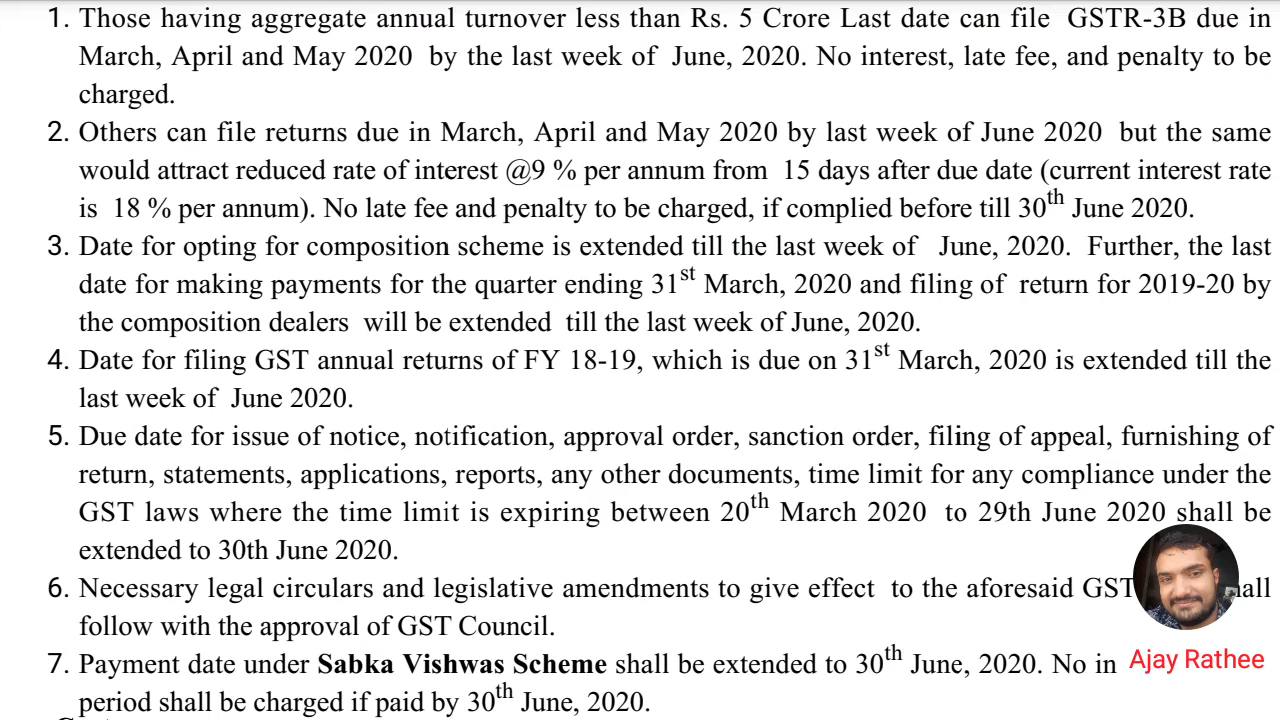 1. Those having aggregate annual turnover less than Rs. 5 Crore Last date can file GSTR-3B due in
March, April and May 2020 by the last week of June, 2020. No interest, late fee, and penalty to be
charged.
2. Others can file returns due in March, April and May 2020 by last week of June 2020 but the same
would attract reduced rate of interest @9 % per annum from 15 days after due date (current interest rate
is 18 % per annum). No late fee and penalty to be charged, if complied before till 30th June 2020.
3. Date for opting for composition scheme is extended till the last week of June, 2020. Further, the last
date for making payments for the quarter ending 31st March, 2020 and filing of return for 2019-20 by
the composition dealers will be extended till the last week of June, 2020.
4. Date for filing GST annual returns of FY 18-19, which is due on 31st March, 2020 is extended till the
last week of June 2020.
5. Due date for issue of notice, notification, approval order, sanction order, filing of appeal, furnishing of
return, statements, applications, reports, any other documents, time limit for any compliance under the
GST laws where the time limit is expiring between 20th March 2020 to 29th June 2020 shall be
extended to 30th June 2020.
6. Necessary legal circulars and legislative amendments to give effect to the aforesaid GST
follow with the approval of GST Council.
7. Payment date under Sabka Vishwas Scheme shall be extended to 30th June, 2020. No in
Ajay Rathee
period shall be charged if paid by 30th June, 2020.